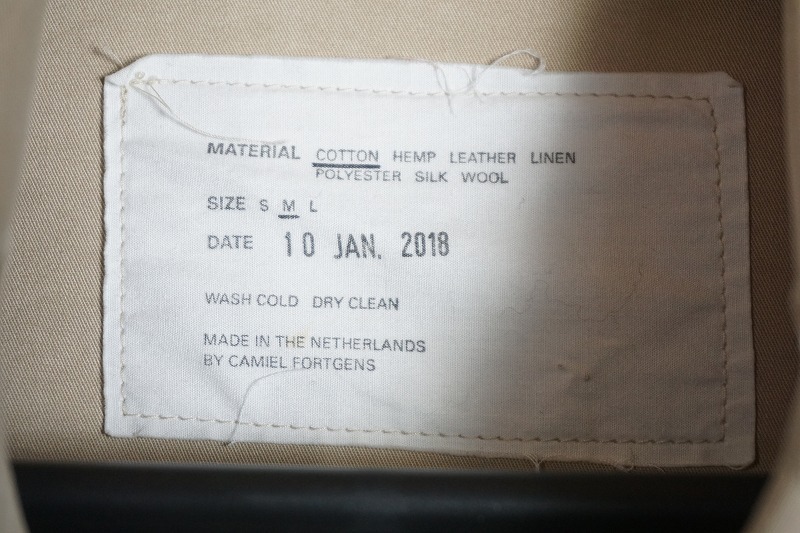 MATERIAL COTTON HEMP LEATHER LINEN
POLYESTER SILK WOOL
SIZE S M L
DATE 10 JAN. 2018
WASH COLD DRY CLEAN
MADE IN THE NETHERLANDS
BY CAMIEL FORTGENS